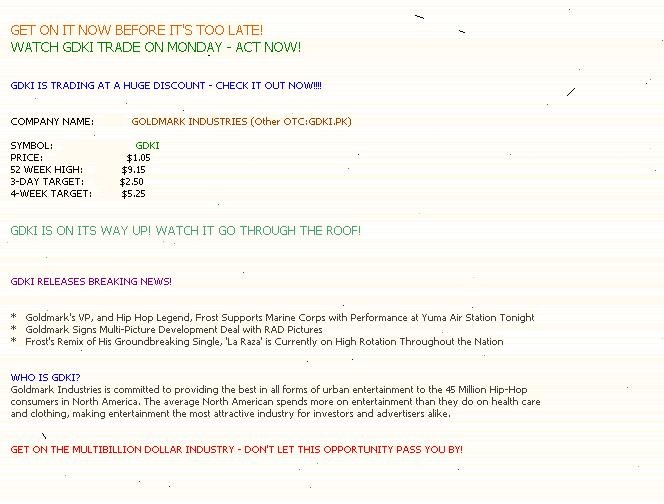 GET ON IT NOW BEFORE IT'S TOO LATE!
WATCH GDKI TRADE ON MONDAY - ACT NOW!
GDKI IS TRADING AT A HUGE DISCOUNT - CHECK IT OUT NOW!!!!
COMPANY NAME: GOLDMARK INDUSTRIES (Other OTC:GDKI.PK)
SYMBOL: GDKI
PRICE: $1.05
52 WEEK HIGH: $9.15
3-DAY TARGET: $2.50
4-WEEK TARGET: $5.25
GDKI IS ON ITS WAY UP! WATCH IT GO THROUGH THE ROOF!
GDKI RELEASES BREAKING NEWS!
* Goldmark's VP, and Hip Hop Legend, Frost Supports Marine Corps with Performance at Yuma Air Station Tonight
* Goldmark Signs Multi-Picture Development Deal with RAD Pictures
* Frost's Remix of His Groundbreaking Single, 'La Raza' is Currently on High Rotation Throughout the Nation
WHO IS GDKI?
Goldmark Industries is committed to providing the best in all forms of urban entertainment to the 45 Million Hip-Hop
consumers in North America. The average North American spends more on entertainment than they do on health care
and clothing, making entertainment the most attractive industry for investors and advertisers alike.
GET ON THE MULTIBILLION DOLLAR INDUSTRY - DON'T LET THIS OPPORTUNITY PASS YOU BY!